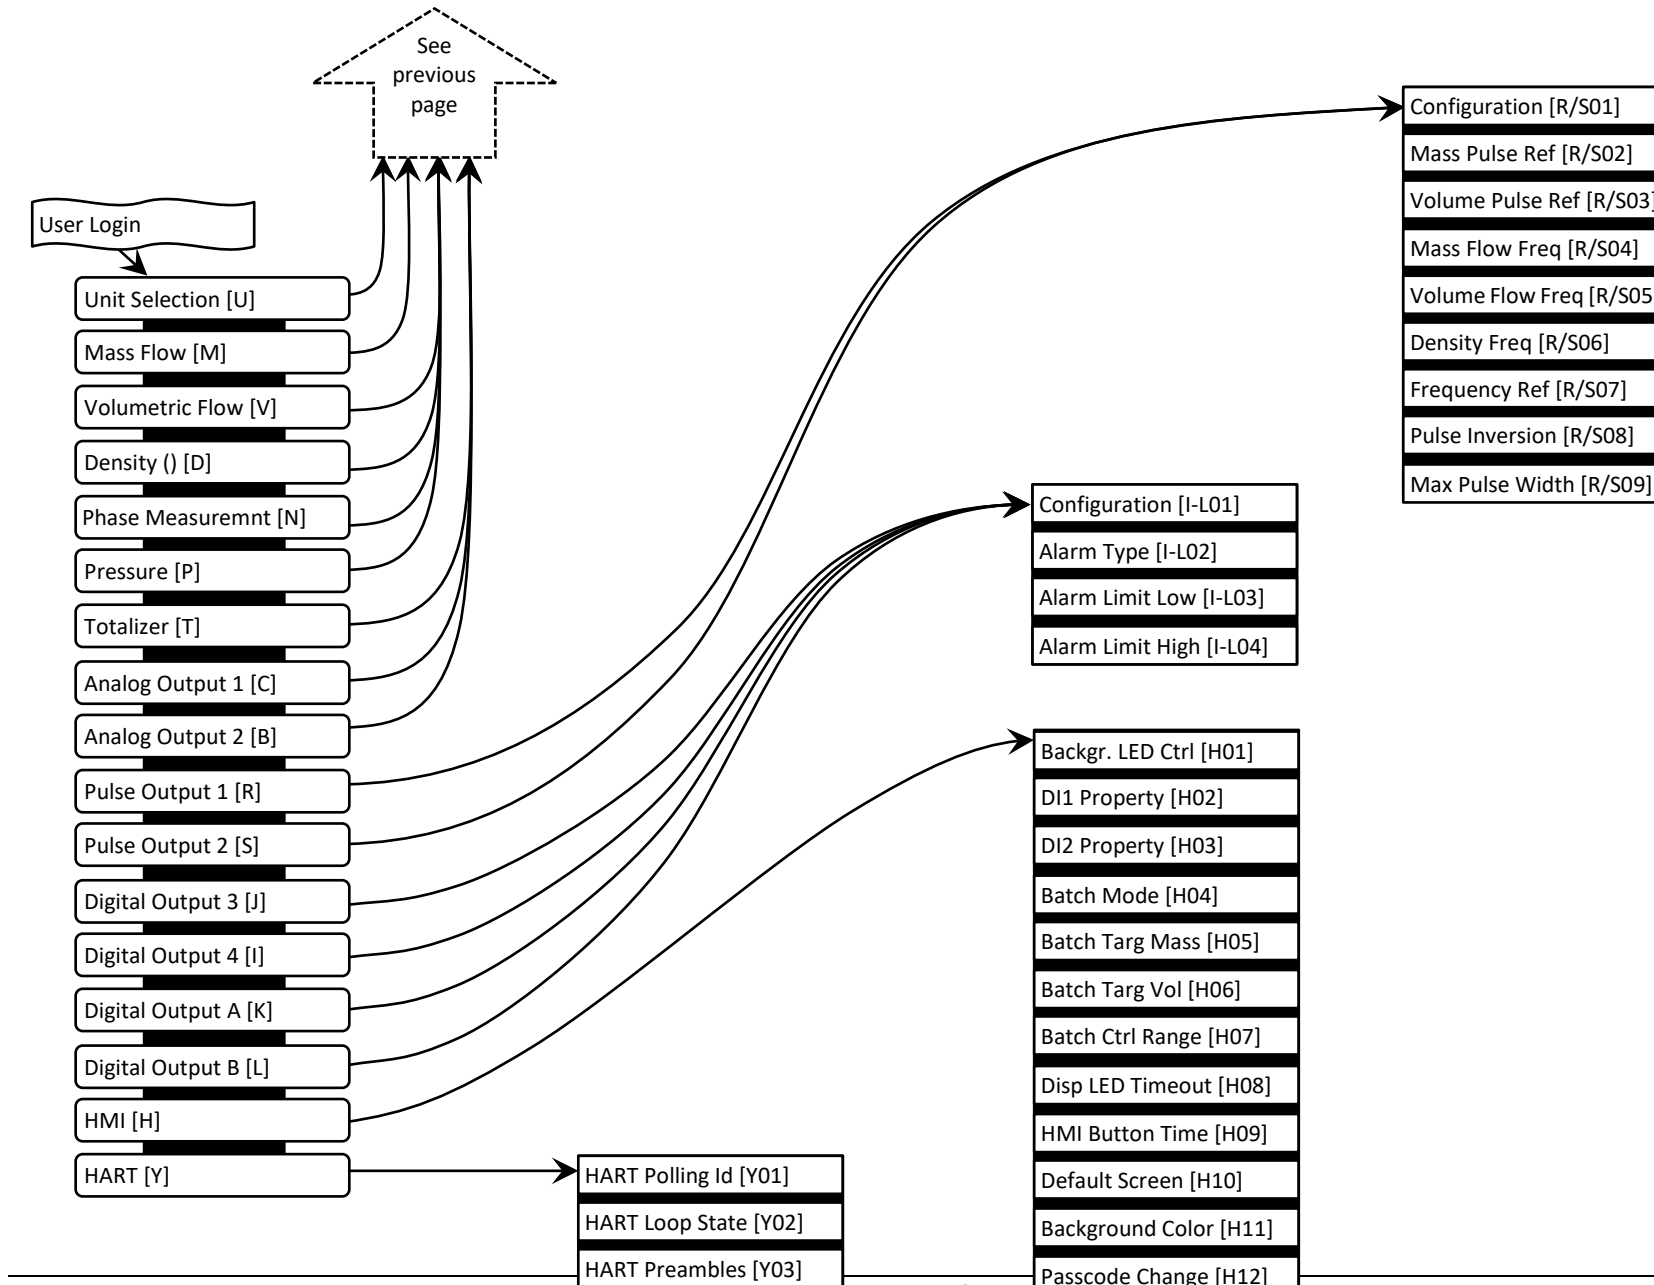 See
previous
page
User Login
Unit Selection [U]
Mass Flow [M]
Volumetric Flow [V]
Density () [D]
Phase Measuremnt [N]
Pressure [P]
Totalizer [T]
Analog Output 1 [C]
Analog Output 2 [B]
Pulse Output 1 [R]
Pulse Output 2 [S]
Digital Output 3 [J]
Digital Output 4 [I]
Digital Output A [K]
Digital Output B [L]
HMI [H]
HART [Y]
HART Polling Id [Y01]
HART Loop State [Y02]
HART Preambles [Y03]
Configuration [I-L01]
Alarm Type [I-L02]
Alarm Limit Low [I-L03]
Alarm Limit High [I-L04]
Backgr. LED Ctrl [H01]
DI1 Property [H02]
DI2 Property [H03]
Batch Mode [H04]
Batch Targ Mass [H05]
Batch Targ Vol [H06]
Batch Ctrl Range [H07]
Disp LED Timeout [H08]
HMI Button Time [H09]
Default Screen [H10]
Background Color [H11]
Passcode Change [H12]
Configuration [R/S01]
Mass Pulse Ref [R/S02]
Volume Pulse Ref [R/S03]
Mass Flow Freq [R/S04]
Volume Flow Freq [R/S05
Density Freq [R/S06]
Frequency Ref [R/S07]
Pulse Inversion [R/S08]
Max Pulse Width [R/S09]